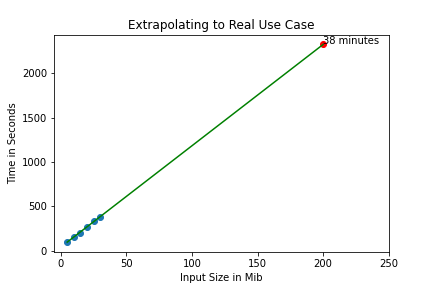 Extrapolating to Real Use Case
38 minutes
Time in Seconds
2000
1500
1000
500
0
0 50 100 150 200 250
Input Size in Mib